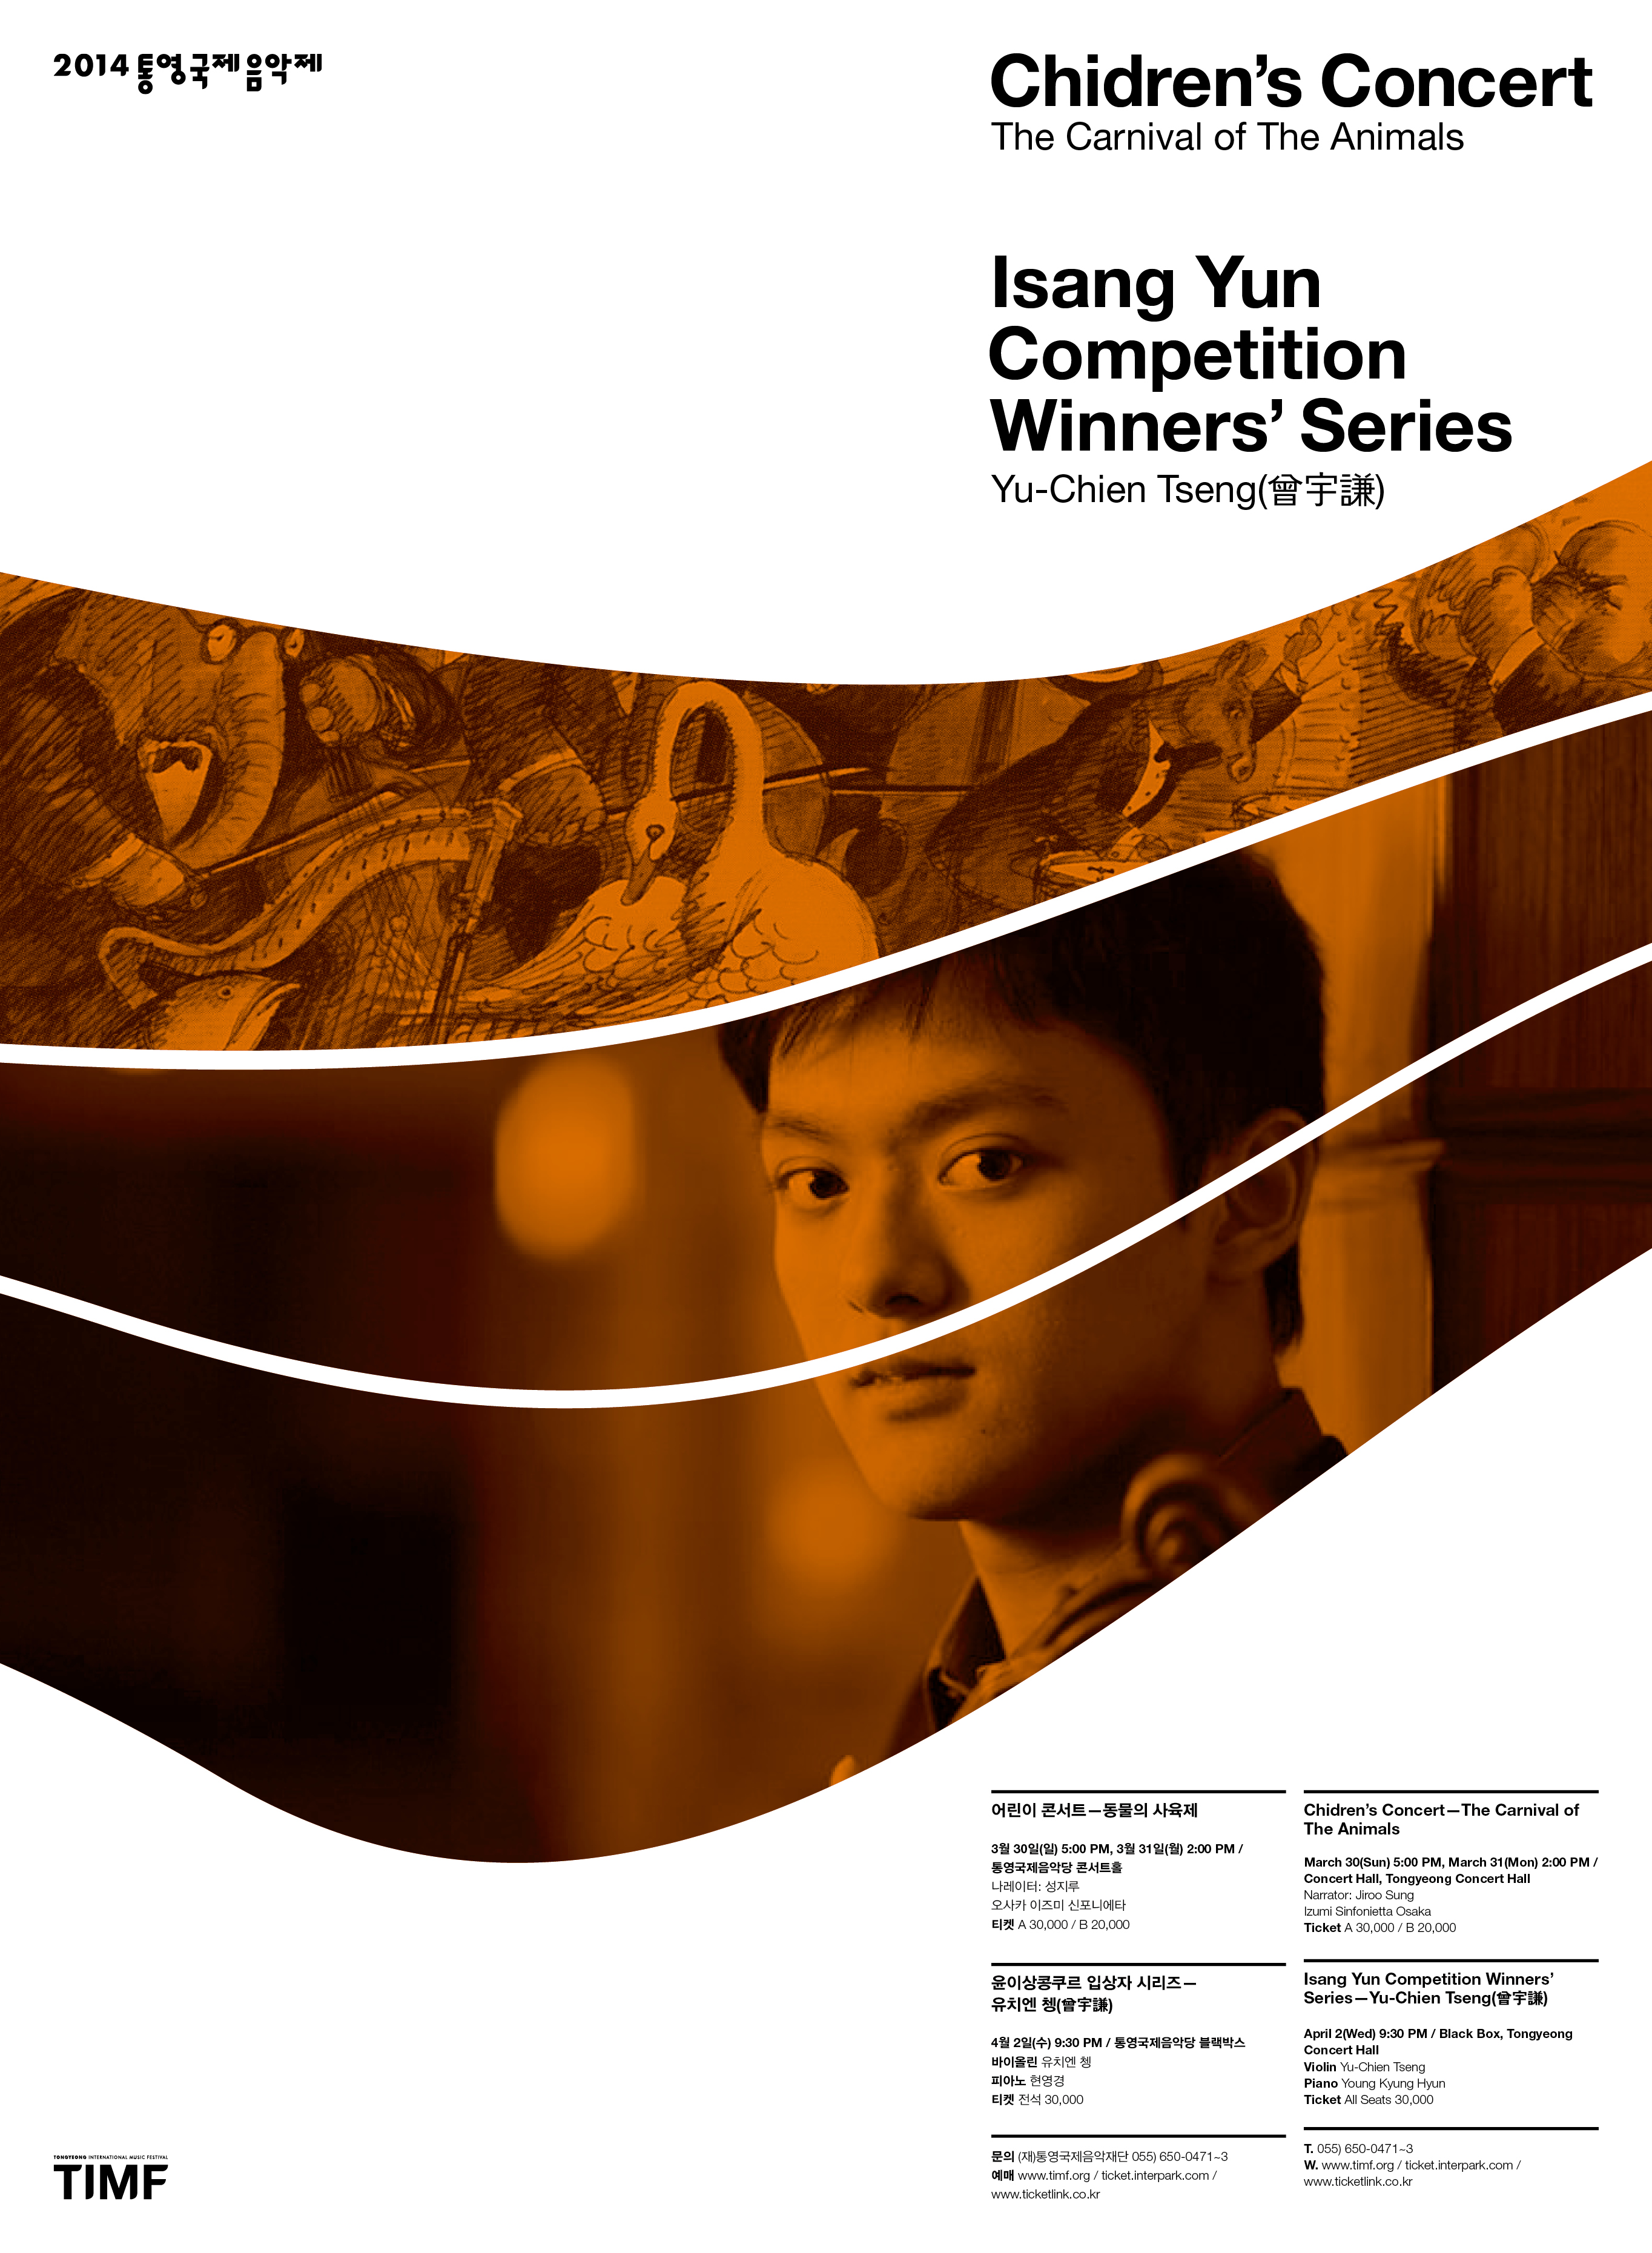 2014 통영국제음악제
Chidren’s Concert
The Carnival of The Animals
Isang Yun
Competition
Winners’ Series
Yu-Chien Tseng(曾宇謙)
어린이 콘서트—동물의 사육제
3월 30일(일) 5:00 PM, 3월 31일(월) 2:00 PM /
통영국제음악당 콘서트홀
나레이터: 성지루
오사카 이즈미 신포니에타
티켓 A 30,000 / B 20,000
윤이상콩쿠르 입상자 시리즈—
유치엔 쳉(曾宇謙)
4월 2일(수) 9:30 PM / 통영국제음악당 블랙박스
바이올린 유치엔 쳉
피아노 현영경
티켓 전석 30,000
문의 (재)통영국제음악재단 055) 650-0471~3
예매 www.timf.org / ticket.interpark.com /
www.ticketlink.co.kr
Chidren’s Concert—The Carnival of
The Animals
March 30(Sun) 5:00 PM, March 31(Mon) 2:00 PM /
Concert Hall, Tongyeong Concert Hall
Narrator: Jiroo Sung
Izumi Sinfonietta Osaka
Ticket A 30,000 / B 20,000
Isang Yun Competition Winners’
Series—Yu-Chien Tseng(曾宇謙)
April 2(Wed) 9:30 PM / Black Box, Tongyeong
Concert Hall
Violin Yu-Chien Tseng
Piano Young Kyung Hyun
Ticket All Seats 30,000
T. 055) 650-0471~3
W. www.timf.org / ticket.interpark.com /
www.ticketlink.co.kr
TONGYEONG INTERNATIONAL MUSIC FESTIVAL
TIMF